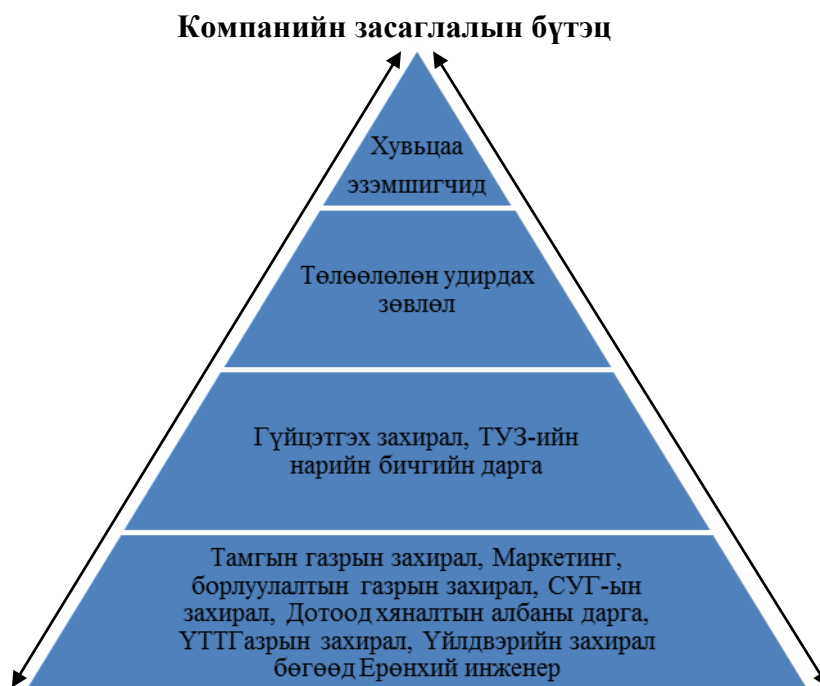 Компанийн засаглалын бүтэц
Хувьцаа
эзэмшигчид
Төлөөлөлөн удирдах
зөвлөл
Гүйцэтгэх захирал, ТУЗ-ийн
нарийн бичгийн дарга
Тамгын газрын захирал, Маркетинг,
борлуулалтын газрын захирал, СУГ-ын
захирал, Дотоод хяналтын албаны дарга,
ҮТТГазрын захирал, Үйлдвэрийн захирал
бөгөөд Ерөнхий инженер